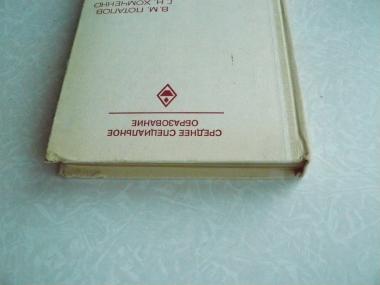 СРЕДНЕЕ СПЕЦИАЛЬНОЕ
ОБРАЗОВАНИЕ
В. М. ПОТАПОВ
Г. Н. ХОМЧЕНКО